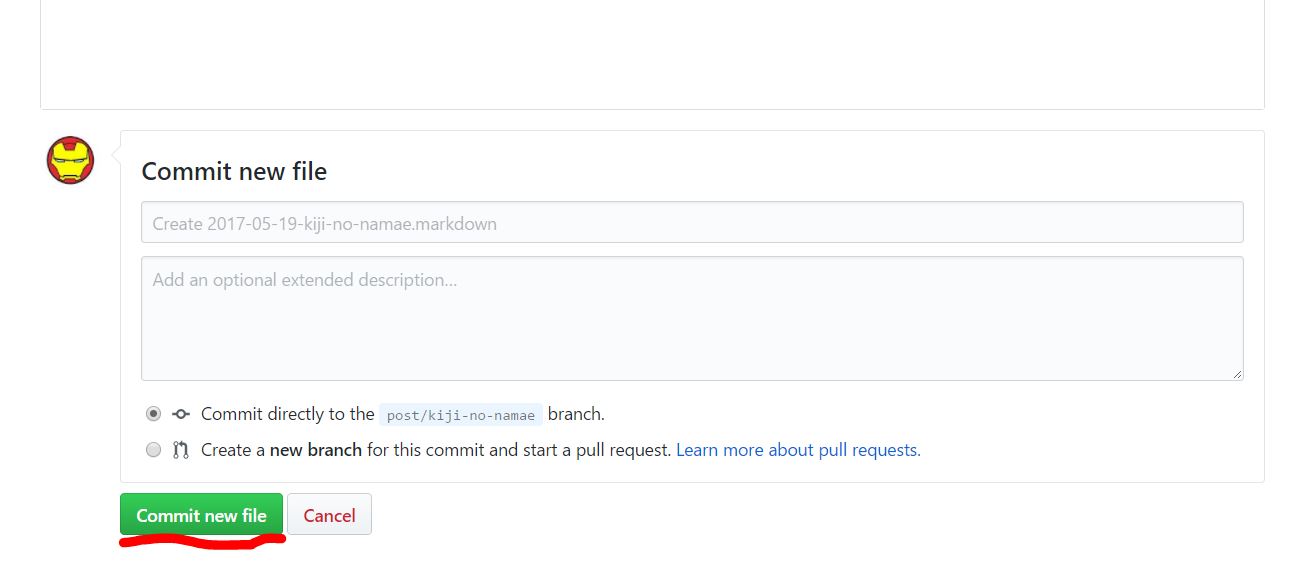 Commit new file
Create 2017-05-19-kiji-no-namae.markdown
Add an optional extended description...
Commit directly to the post/kiji-no-namae branch.
Create a new branch for this commit and start a pull request. Learn more about pull requests.
Commit new file Cancel